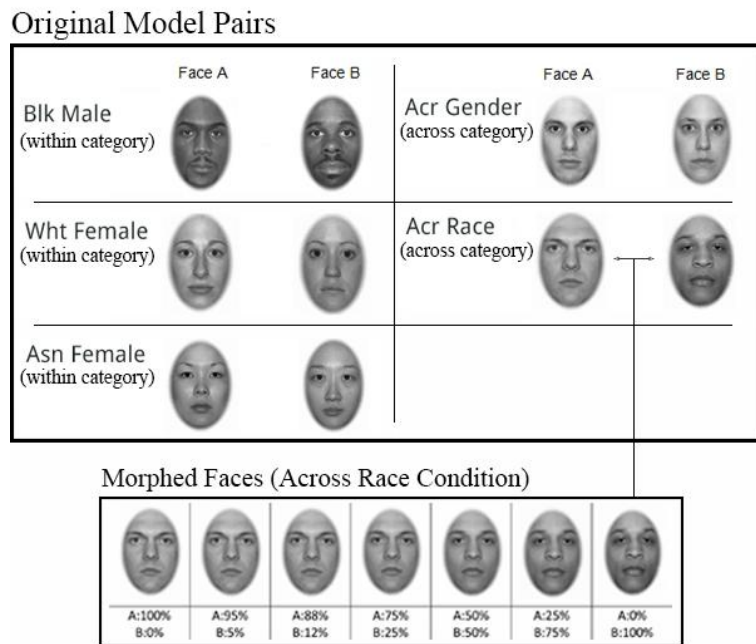 Original Model Pairs
Face A Face B
Blk Male
(within category)
Wht Female
(within category)
Asn Female
(within category)
Face A Face B
Acr Gender
(across category)
Acr Race
(across category)
Morphed Faces (Across Race Condition)
A:100% A:95% A:88% A:75% A:50% A:25% A:0%
B:0% B:5% B:12% B:25% B:50% B:75% B:100%